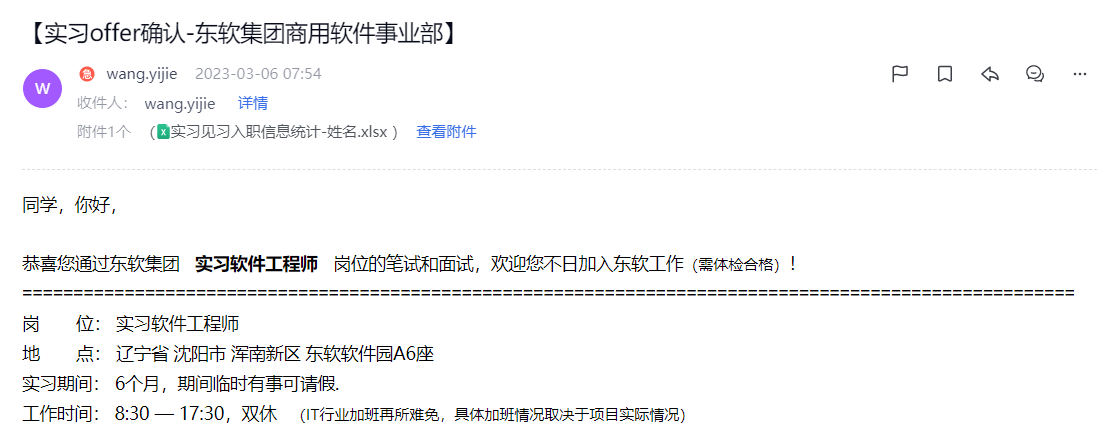 【实习offer确认-东软集团商用软件事业部】
急 wang.yijie 2023-03-06 07:54
W
收件人： wang.yijie 详情
附件1个 （实习见习入职信息统计-姓名.xlsx ） 查看附件
同学，你好，
恭喜您通过东软集团 实习软件工程师 岗位的笔试和面试，欢迎您不日加入东软工作（需体检合格）！
====================================================================================================
岗 位： 实习软件工程师
地 点： 辽宁省 沈阳市 浑南新区 东软软件园A6座
实习期间： 6个月，期间临时有事可请假.
工作时间： 8:30 — 17:30，双休 （IT行业加班再所难免，具体加班情况取决于项目实际情况）